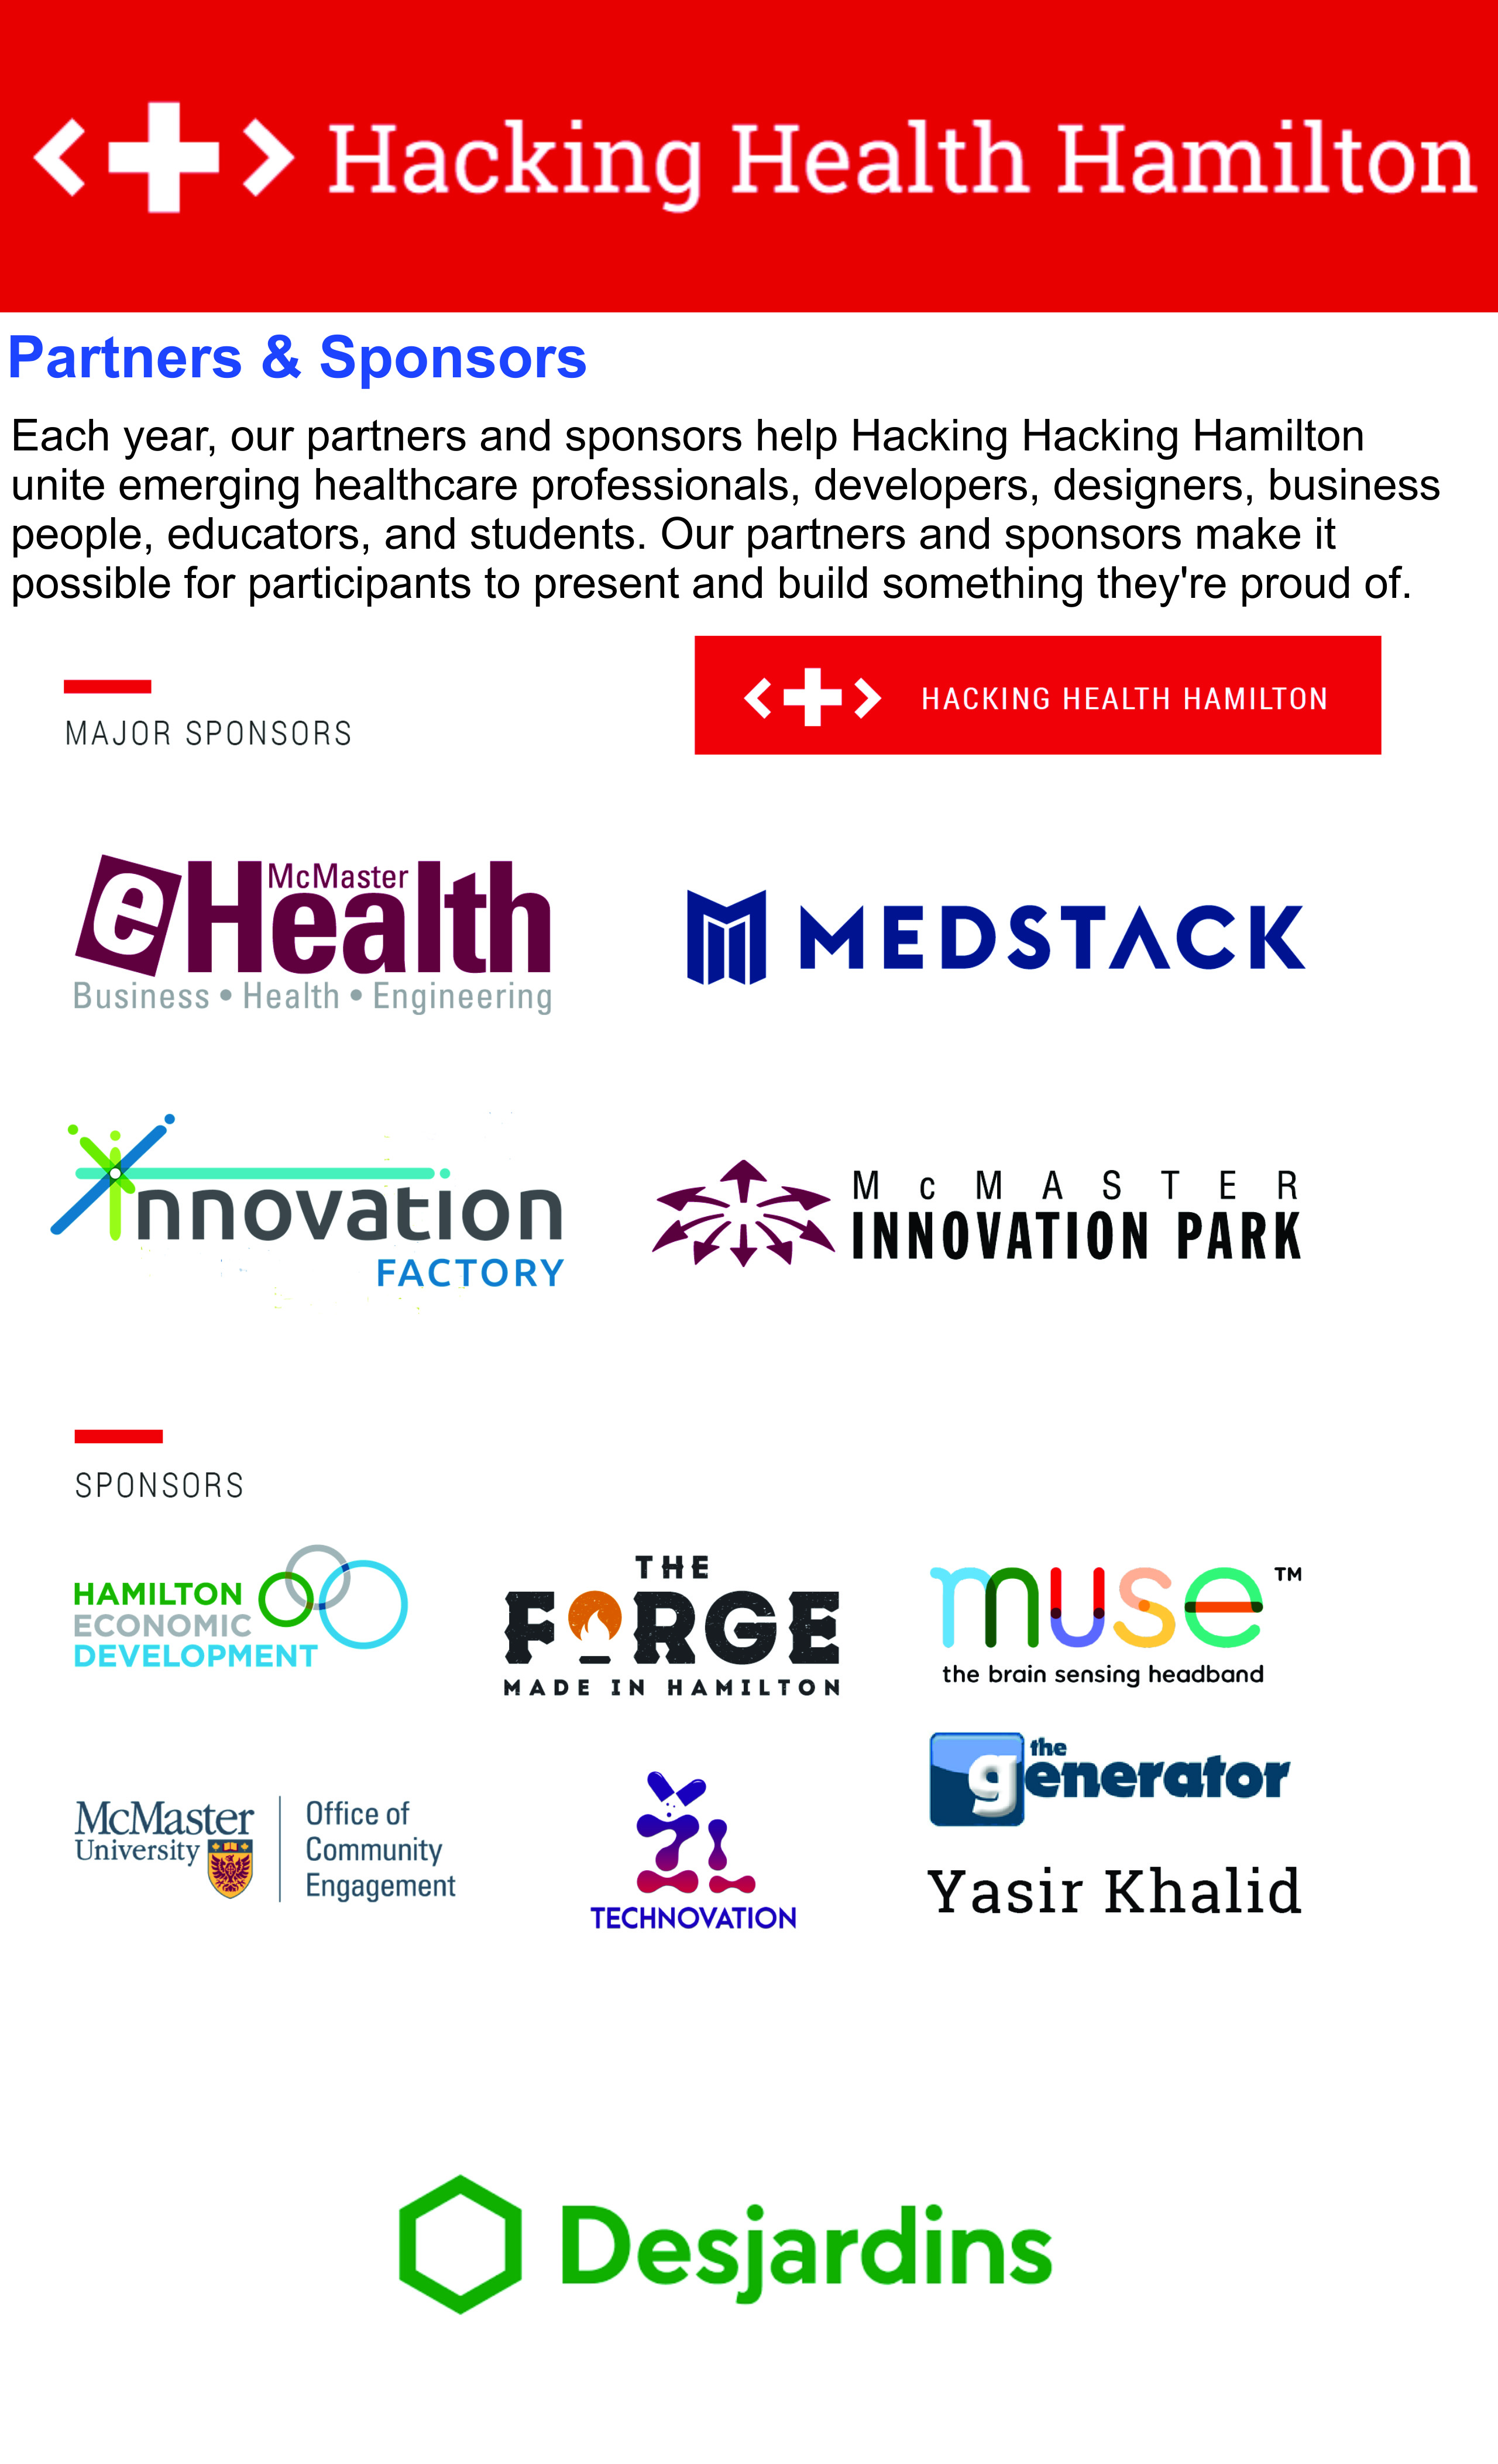 Hacking Health Hamilton
Partners & Sponsors
Each year, our partners and sponsors help Hacking Hacking Hamilton
unite emerging healthcare professionals, developers, designers, business
people, educators, and students. Our partners and sponsors make it
possible for participants to present and build something they're proud of.
MAJOR SPONSORS
HACKING HEALTH HAMILTON
McMaster
eHealth
Business • Health • Engineering
MEDSTACK
innovation
FACTORY
McMASTER
INNOVATION PARK
SPONSORS
HAMILTON
ECONOMIC
DEVELOPMENT
THE
FORGE
MADE IN HAMILTON
muse™
the brain sensing headband
McMaster
University
Office of
Community
Engagement
TECHNOVATION
the
generator
Yasir Khalid
Desjardins